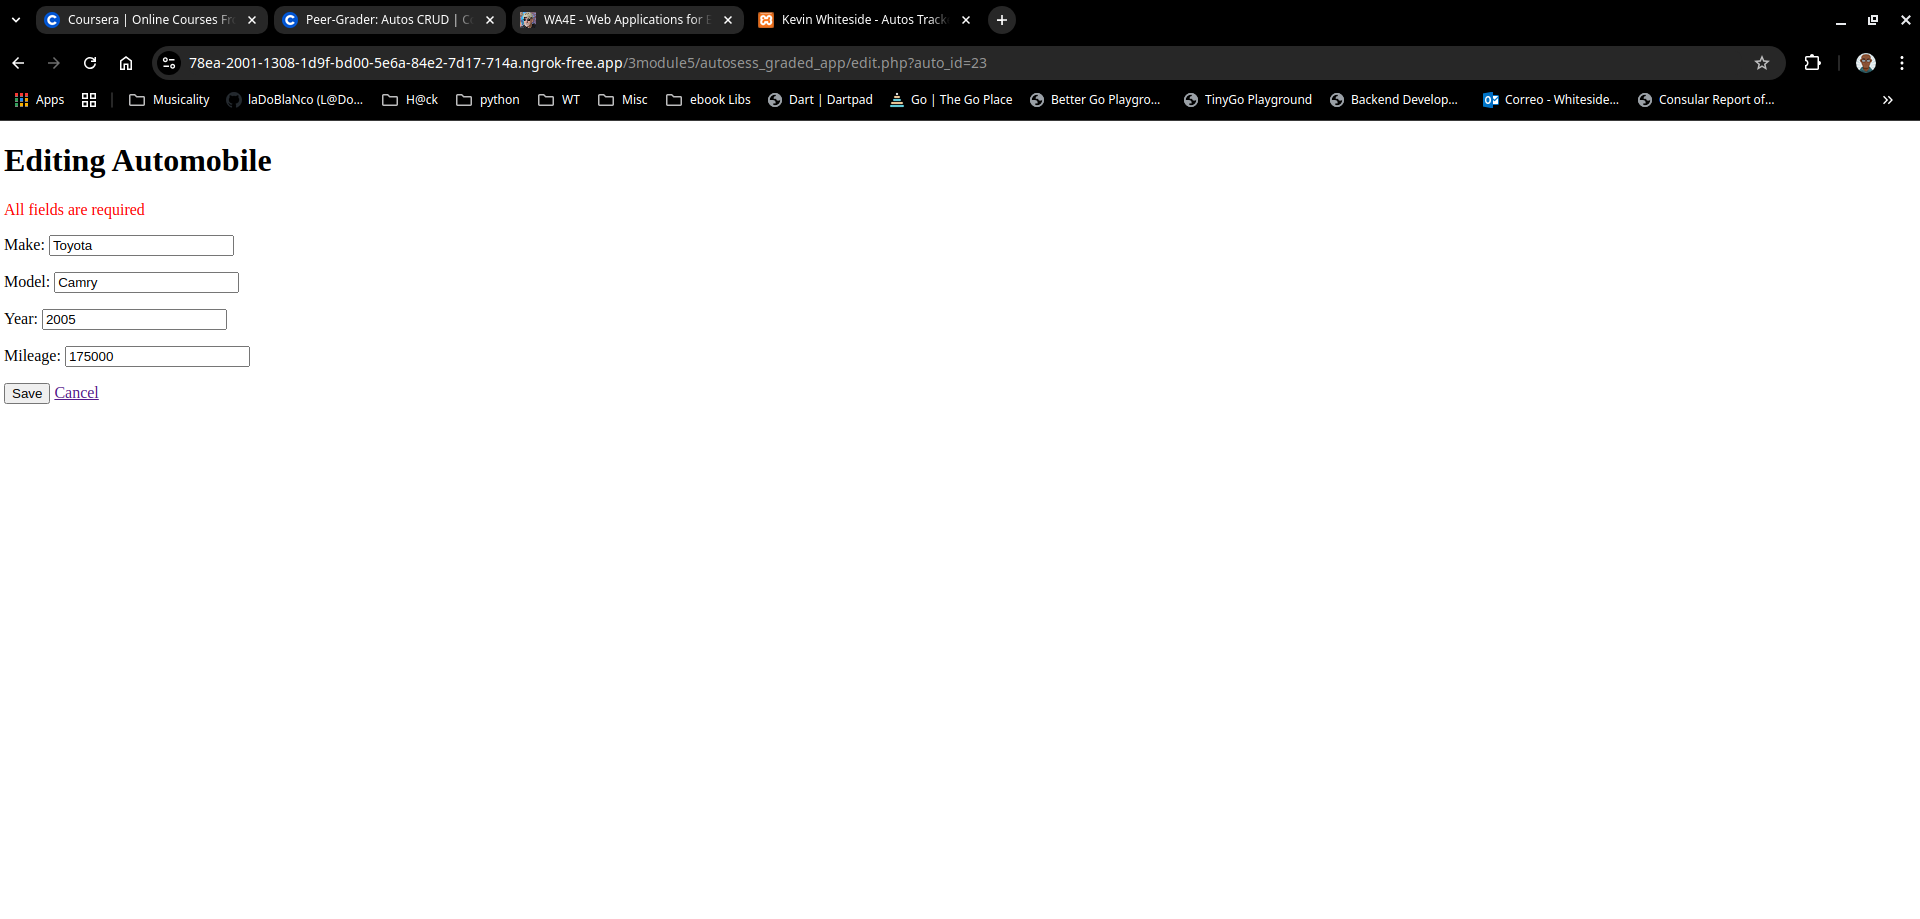 Coursera | Online Courses Fr
Peer-Grader: Autos CRUD | C
WA4E - Web Applications for E
Kevin Whiteside - Autos Track
78ea-2001-1308-1d9f-bd00-5e6a-84e2-7d17-714a.ngrok-free.app/3module5/autosess_graded_app/edit.php?auto_id=23
Apps Musicality laDoBlaNco (L@Do... H@ck python WT Misc ebook Libs Dart | Dartpad Go | The Go Place Better Go Playgro... TinyGo Playground Backend Develop... Correo - Whiteside... Consular Report of... »
Editing Automobile
All fields are required
Make: Toyota
Model: Camry
Year: 2005
Mileage: 175000
Save Cancel